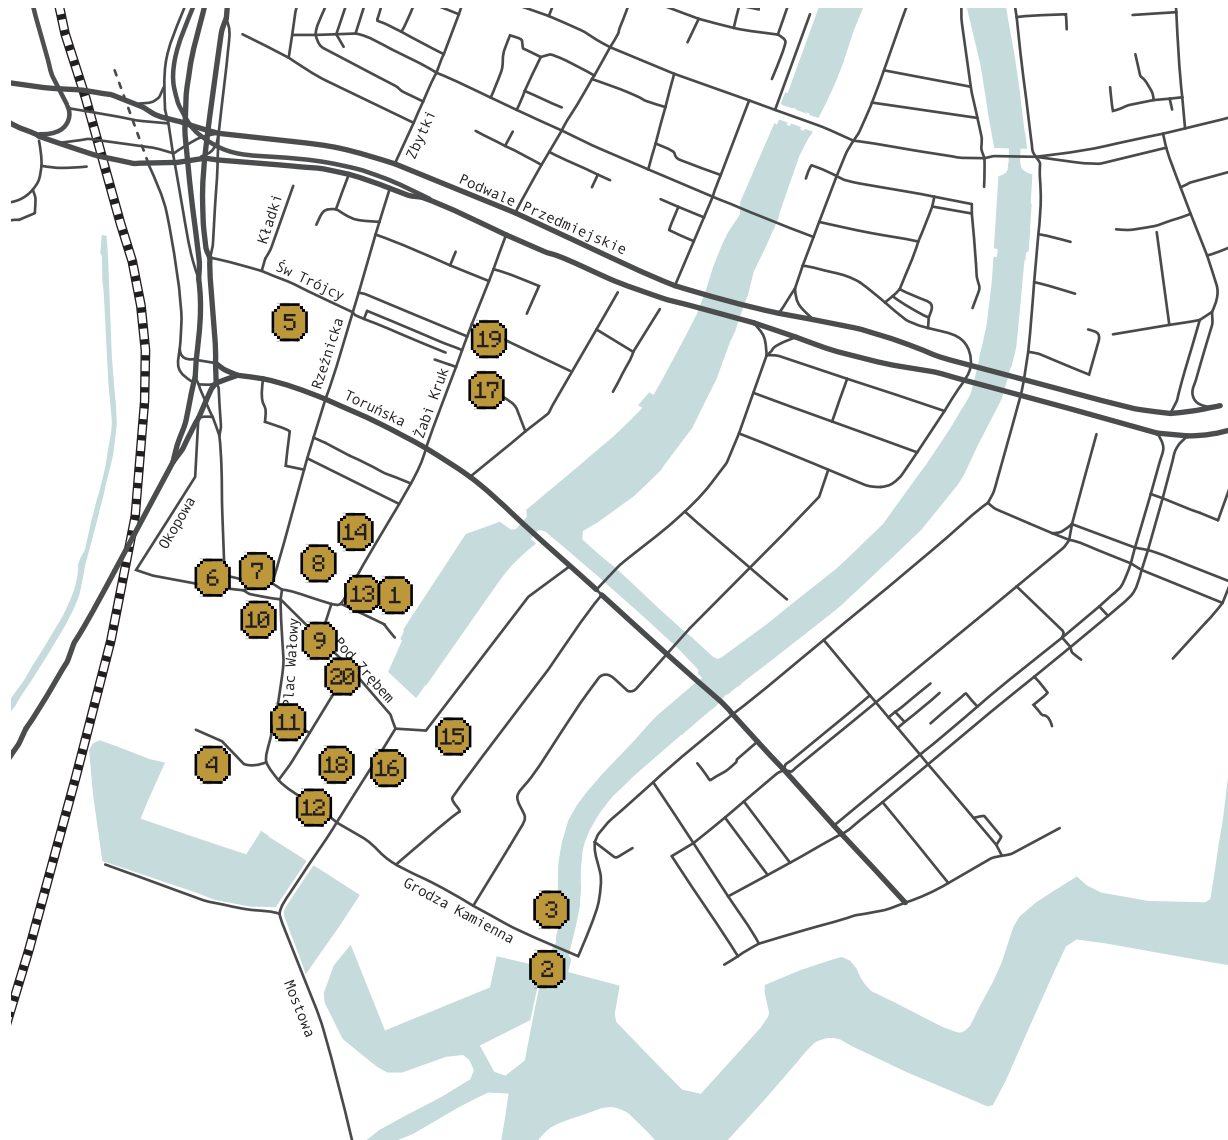 Zbytki
Podwale Przedmiejskie
Kładki
Św Trójcy
5
Rzeźnicka
19
17
Żabi Kruk
Toruńska
Okopowa
14
8
7
6
13
1
10
9
Plac Wałowy
Pod Zrębem
20
11
15
4
18
16
12
Grodza Kamienna
3
2
Mostowa